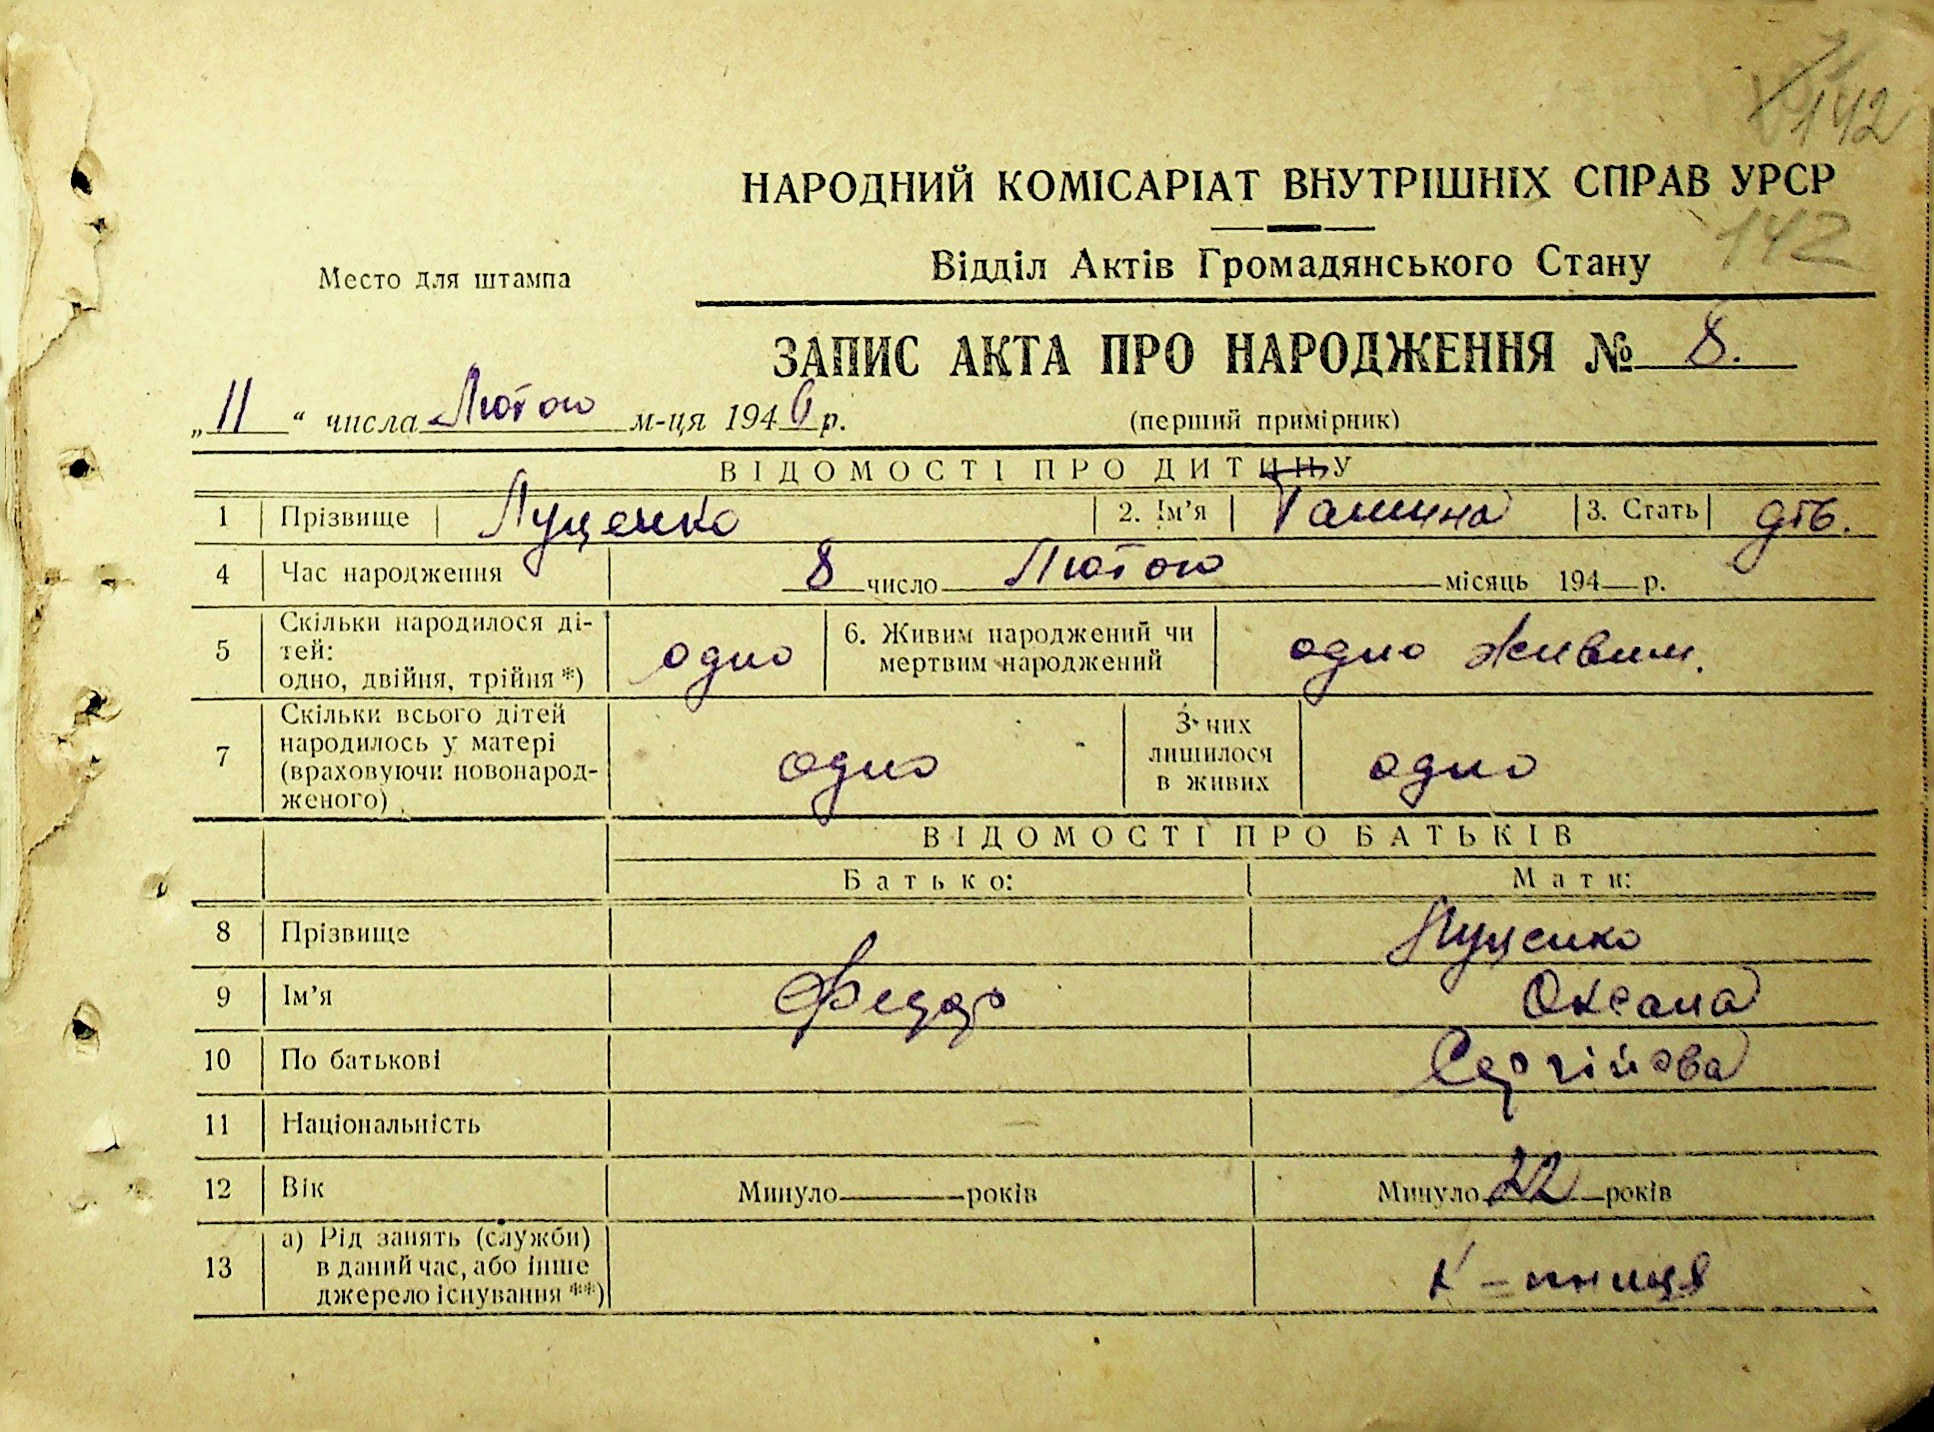 142
НАРОДНИЙ КОМІСАРІАТ ВНУТРІШНІХ СПРАВ УРСР
142
Место для штампа
Відділ Актів Громадянського Стану
ЗАПИС АКТА ПРО НАРОДЖЕННЯ № 8.
„11“ числа Лютого м-ця 1946 р. (перший примірник)
ВІДОМОСТІ ПРО ДИТИНУ
1 Прізвище Луценко 2. Ім’я Галина 3. Стать дів.
4 Час народження 8 число Лютого місяць 194 р.
5 Скільки народилося ді-
тей:
одно, двійня, трійня *) одно 6. Живим народжений чи
мертвим народжений одно живим.
7 Скільки всього дітей
народилось у матері
(враховуючи новонарод-
женого) одно З них
лишилося
в живих одно
ВІДОМОСТІ ПРО БАТЬКІВ
Батько: Мати:
8 Прізвище Луценко
9 Ім’я Федор Оксана
10 По батькові Сергійова
11 Національність
12 Вік Минуло років Минуло 22 років
13 а) Рід занять (служби)
в даний час, або інше
джерело існування **) к-пниця